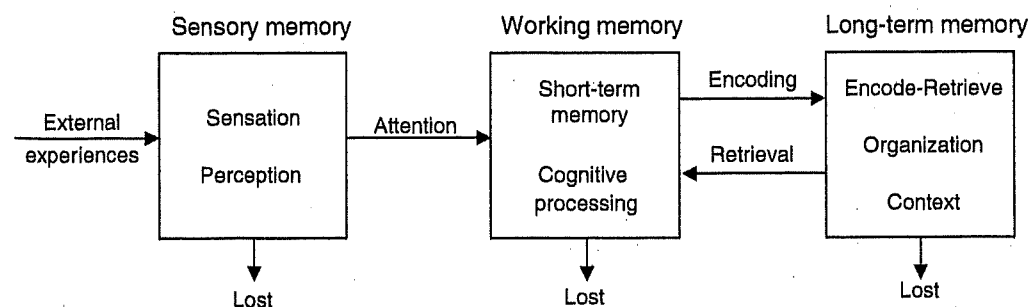 Sensory memory
Working memory
Long-term memory
External
experiences
Sensation
Perception
Attention
Short-term
memory
Cognitive
processing
Encoding
Retrieval
Encode-Retrieve
Organization
Context
Lost
Lost
Lost